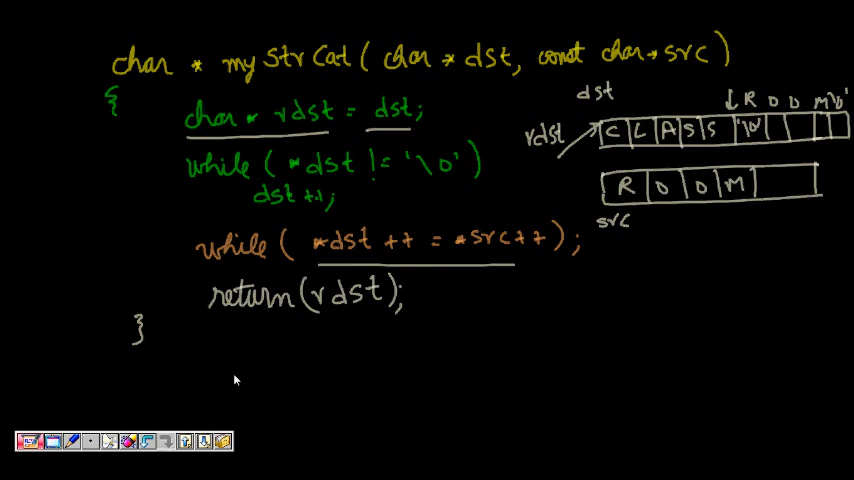 char * myStrCat( char * dst, const char * src )
{
char * rdst = dst;
while ( *dst != '\0' )
dst ++;
while ( *dst ++ = *src ++ );
return (rdst);
}
dst
↓ R O O M '\0'
rdst
C L A S S '\0'
R O O M
src